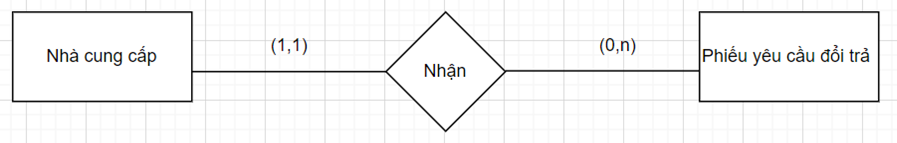 (1,1)
(0,n)
Nhà cung cấp
Nhận
Phiếu yêu cầu đổi trả